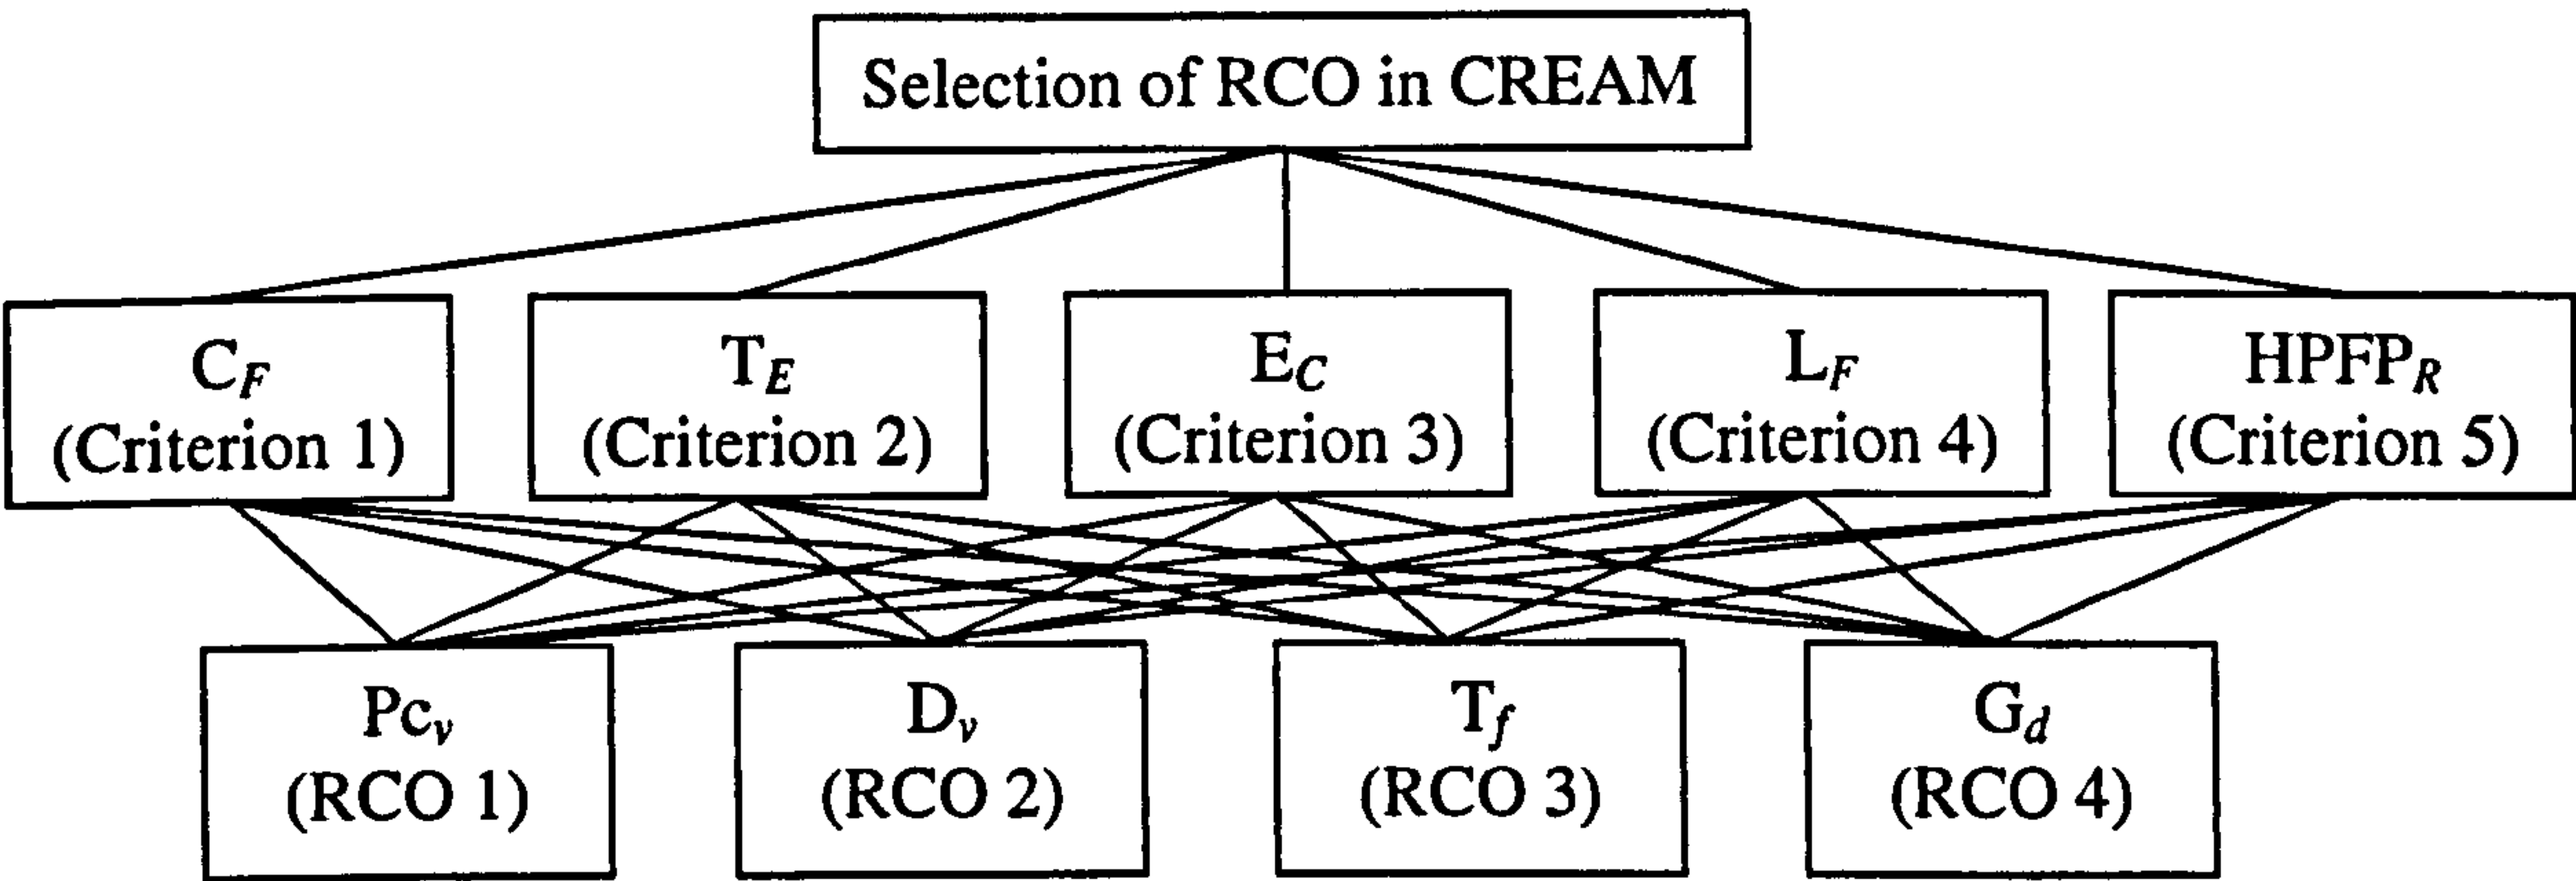 Selection of RCO in CREAM
C_F
(Criterion 1)
T_E
(Criterion 2)
E_C
(Criterion 3)
L_F
(Criterion 4)
HPFP_R
(Criterion 5)
Pc_v
(RCO 1)
D_v
(RCO 2)
T_f
(RCO 3)
G_d
(RCO 4)